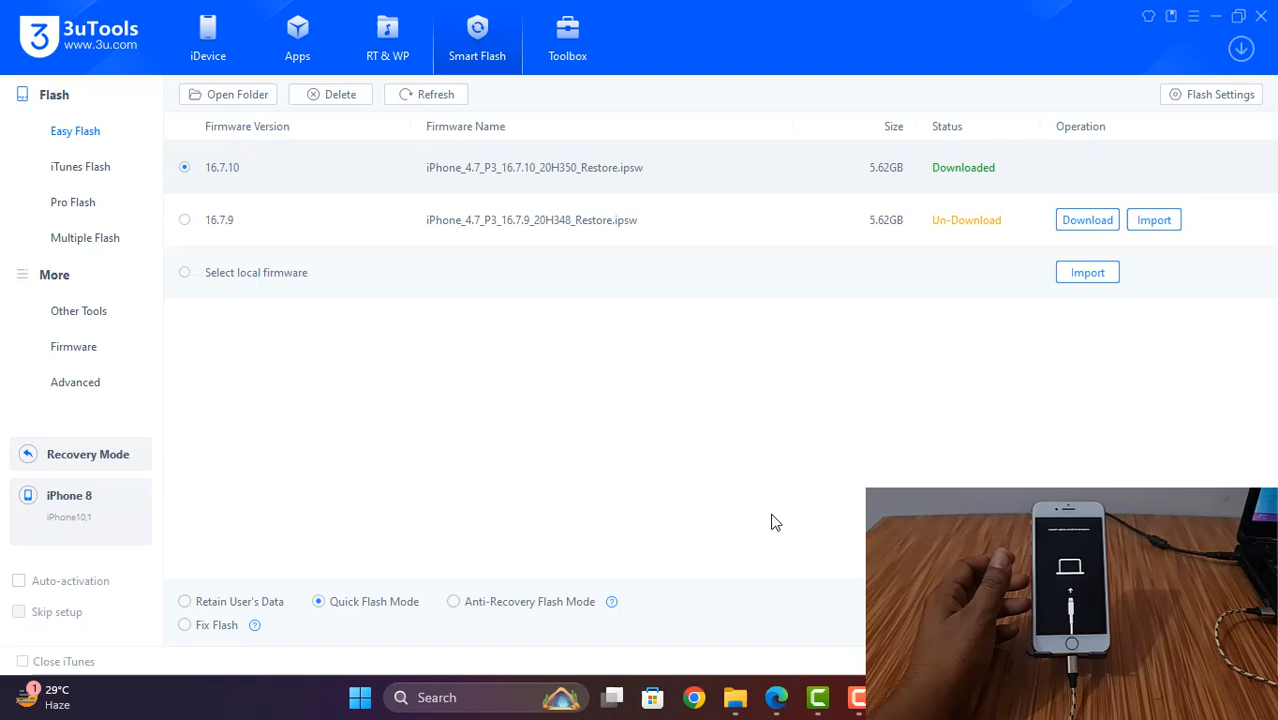 3
3uTools
www.3u.com
iDevice
Apps
RT & WP
Smart Flash
Toolbox
Flash
Open Folder
Delete
Refresh
Flash Settings
Easy Flash
iTunes Flash
Pro Flash
Multiple Flash
More
Other Tools
Firmware
Advanced
Firmware Version Firmware Name Size Status Operation
16.7.10 iPhone_4.7_P3_16.7.10_20H350_Restore.ipsw 5.62GB Downloaded
16.7.9 iPhone_4.7_P3_16.7.9_20H348_Restore.ipsw 5.62GB Un-Download Download Import
Select local firmware Import
Recovery Mode
iPhone 8
iPhone10,1
Auto-activation
Skip setup
Close iTunes
Retain User's Data Quick Flash Mode Anti-Recovery Flash Mode ?
Fix Flash ?
1
29°C
Haze
Search